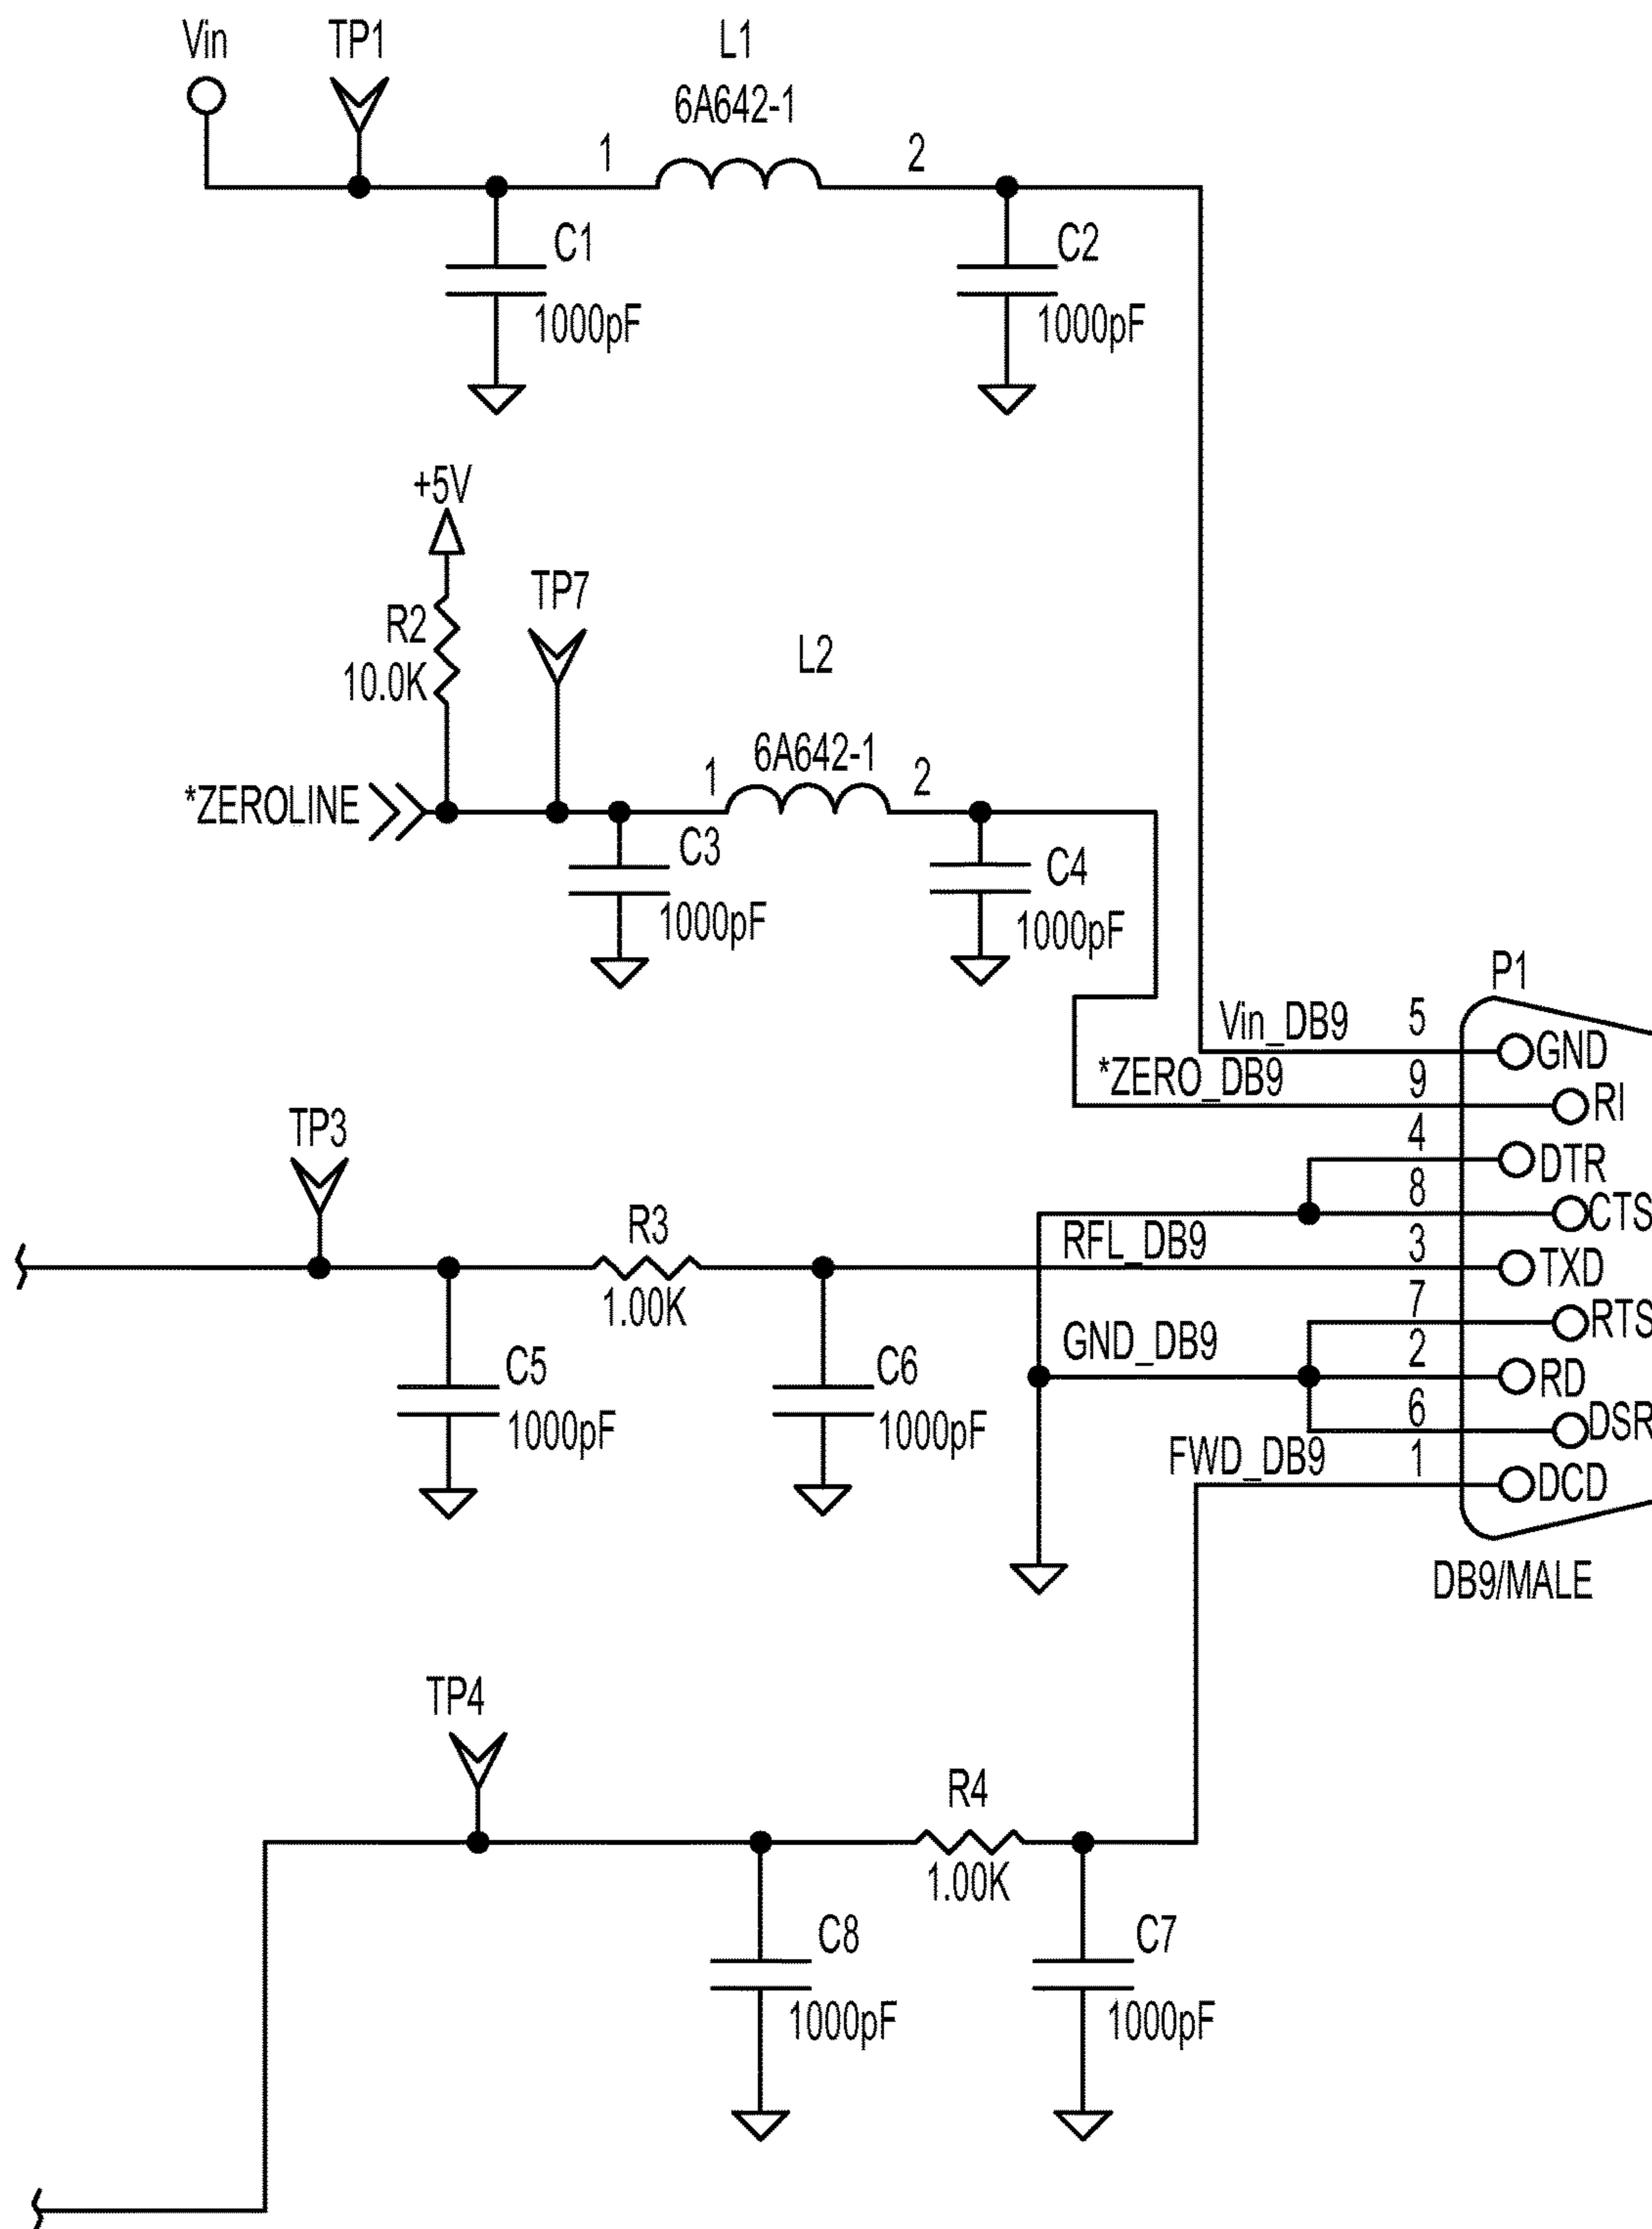 Vin
TP1
L1
6A642-1
1
2
C1
1000pF
C2
1000pF
+5V
R2
10.0K
TP7
L2
6A642-1
1
2
*ZEROLINE
C3
1000pF
C4
1000pF
P1
Vin_DB9
5
GND
*ZERO_DB9
9
RI
4
DTR
8
CTS
TP3
R3
1.00K
RFL_DB9
3
TXD
7
RTS
GND_DB9
2
RD
6
DSR
C5
1000pF
C6
1000pF
FWD_DB9
1
DCD
DB9/MALE
TP4
R4
1.00K
C8
1000pF
C7
1000pF